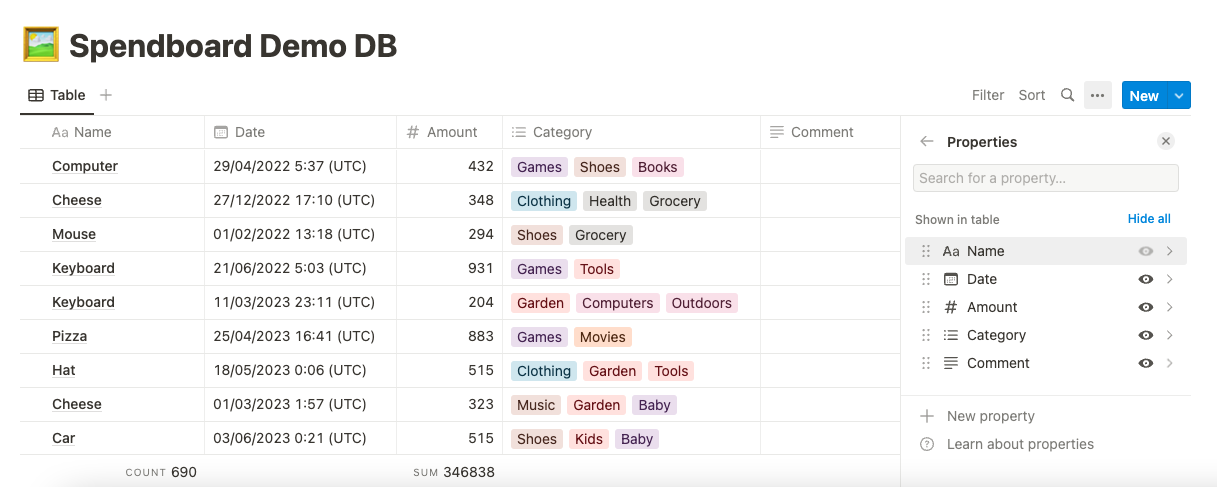 Spendboard Demo DB
Table
Filter Sort New
Aa Name Date # Amount Category Comment
Computer 29/04/2022 5:37 (UTC) 432 Games Shoes Books
Cheese 27/12/2022 17:10 (UTC) 348 Clothing Health Grocery
Mouse 01/02/2022 13:18 (UTC) 294 Shoes Grocery
Keyboard 21/06/2022 5:03 (UTC) 931 Games Tools
Keyboard 11/03/2023 23:11 (UTC) 204 Garden Computers Outdoors
Pizza 25/04/2023 16:41 (UTC) 883 Games Movies
Hat 18/05/2023 0:06 (UTC) 515 Clothing Garden Tools
Cheese 01/03/2023 1:57 (UTC) 323 Music Garden Baby
Car 03/06/2023 0:21 (UTC) 515 Shoes Kids Baby
COUNT 690 SUM 346838
Properties
Search for a property...
Shown in table Hide all
Aa Name
Date
# Amount
Category
Comment
New property
Learn about properties